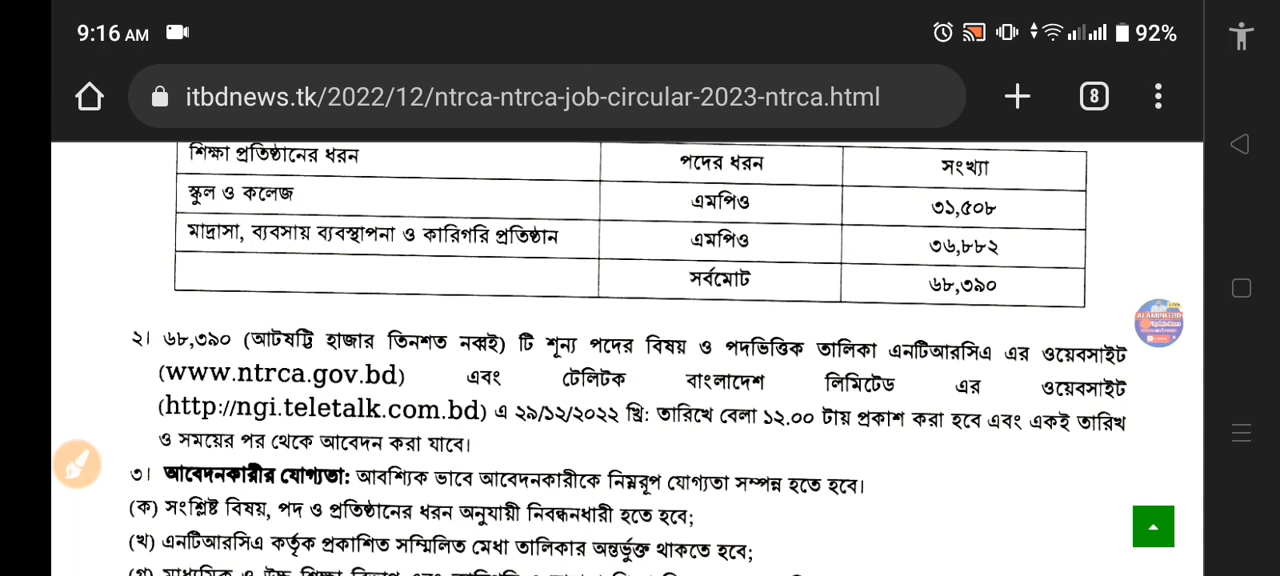 9:16 AM 92%
itbdnews.tk/2022/12/ntrca-ntrca-job-circular-2023-ntrca.html 8
শিক্ষা প্রতিষ্ঠানের ধরন পদের ধরন সংখ্যা
স্কুল ও কলেজ এমপিও ৩১,৫০৮
মাদ্রাসা, ব্যবসায় ব্যবস্থাপনা ও কারিগরি প্রতিষ্ঠান এমপিও ৩৬,৮৮২
সর্বমোট ৬৮,৩৯০
২। ৬৮,৩৯০ (আটষট্টি হাজার তিনশত নব্বই) টি শূন্য পদের বিষয় ও পদভিত্তিক তালিকা এনটিআরসিএ এর ওয়েবসাইট
(www.ntrca.gov.bd) এবং টেলিটক বাংলাদেশ লিমিটেড এর ওয়েবসাইট
(http://ngi.teletalk.com.bd) এ ২৯/১২/২০২২ খ্রি: তারিখে বেলা ১২.০০ টায় প্রকাশ করা হবে এবং একই তারিখ
ও সময়ের পর থেকে আবেদন করা যাবে।
৩। আবেদনকারীর যোগ্যতা: আবশ্যিক ভাবে আবেদনকারীকে নিম্নরূপ যোগ্যতা সম্পন্ন হতে হবে।
(ক) সংশ্লিষ্ট বিষয়, পদ ও প্রতিষ্ঠানের ধরন অনুযায়ী নিবন্ধনধারী হতে হবে;
(খ) এনটিআরসিএ কর্তৃক প্রকাশিত সম্মিলিত মেধা তালিকার অন্তর্ভুক্ত থাকতে হবে;